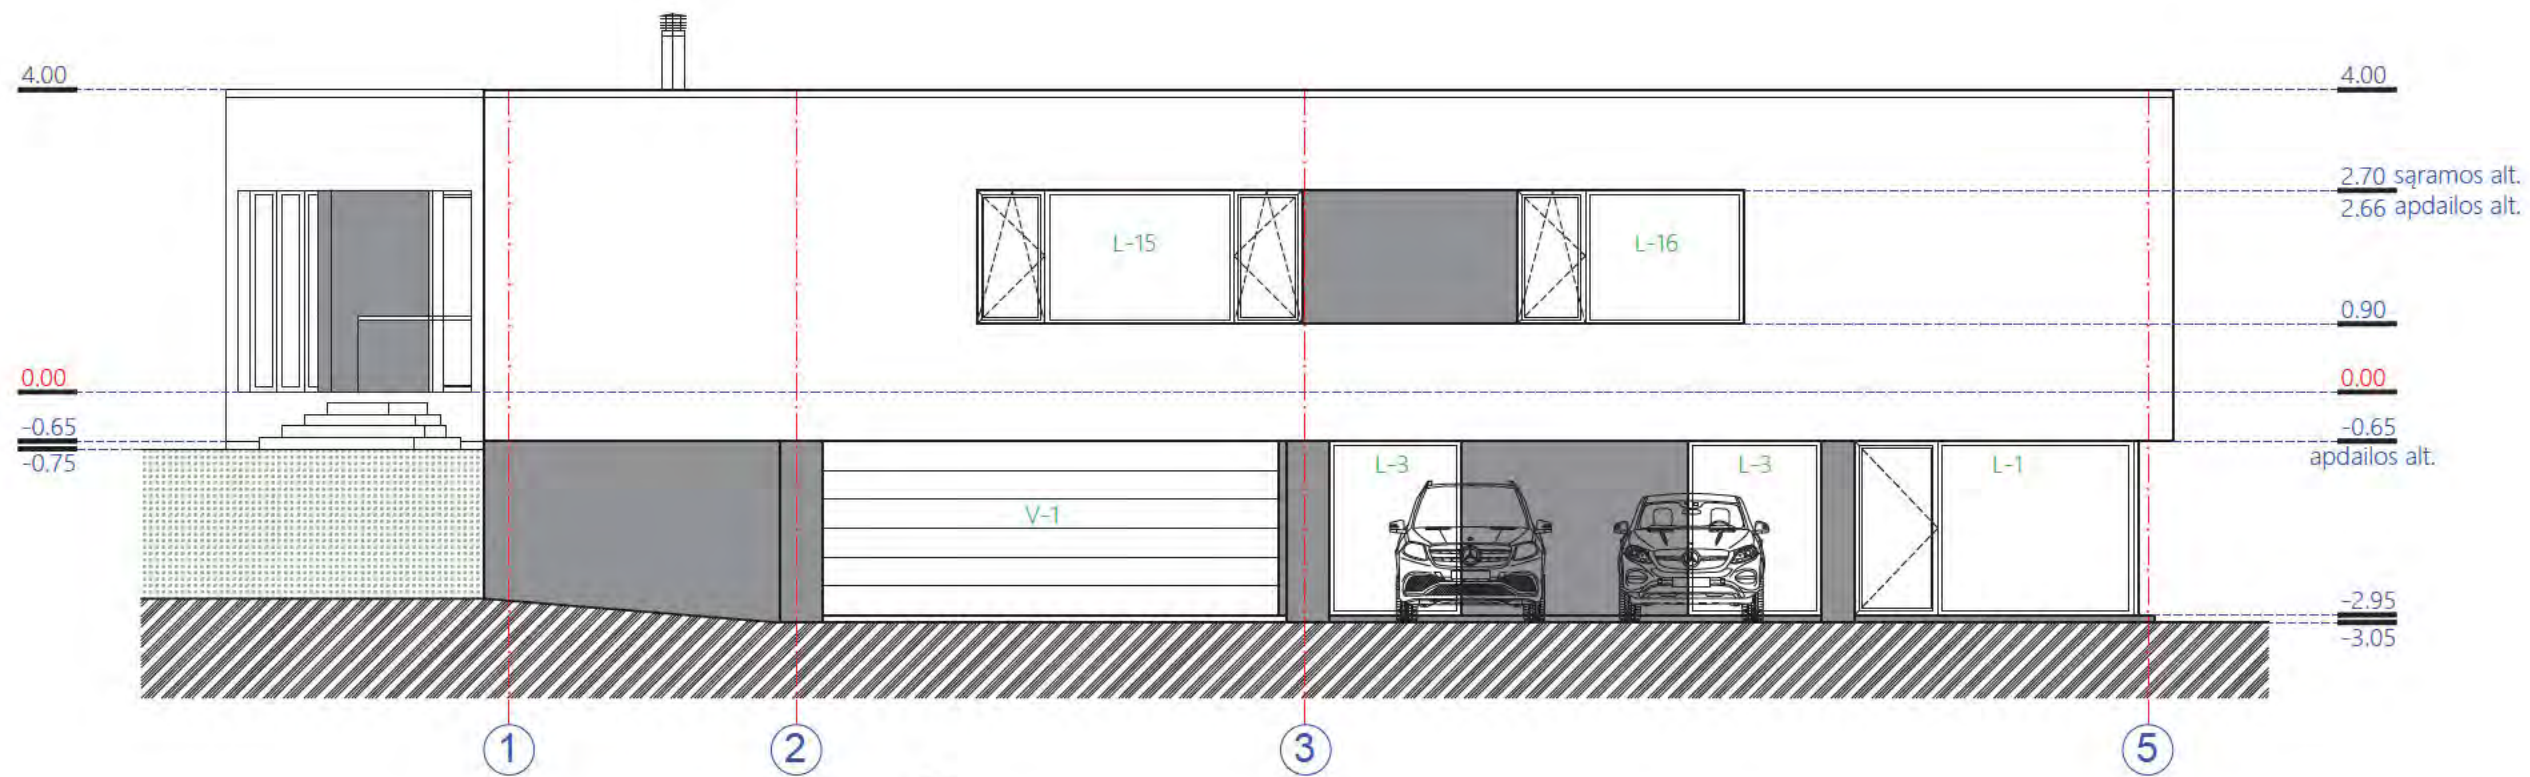 4.00
4.00
2.70 sąramos alt.
2.66 apdailos alt.
L-15
L-16
0.90
0.00
0.00
-0.65
-0.65
-0.75
apdailos alt.
L-3
L-3
L-1
V-1
-2.95
-3.05
1
2
3
5